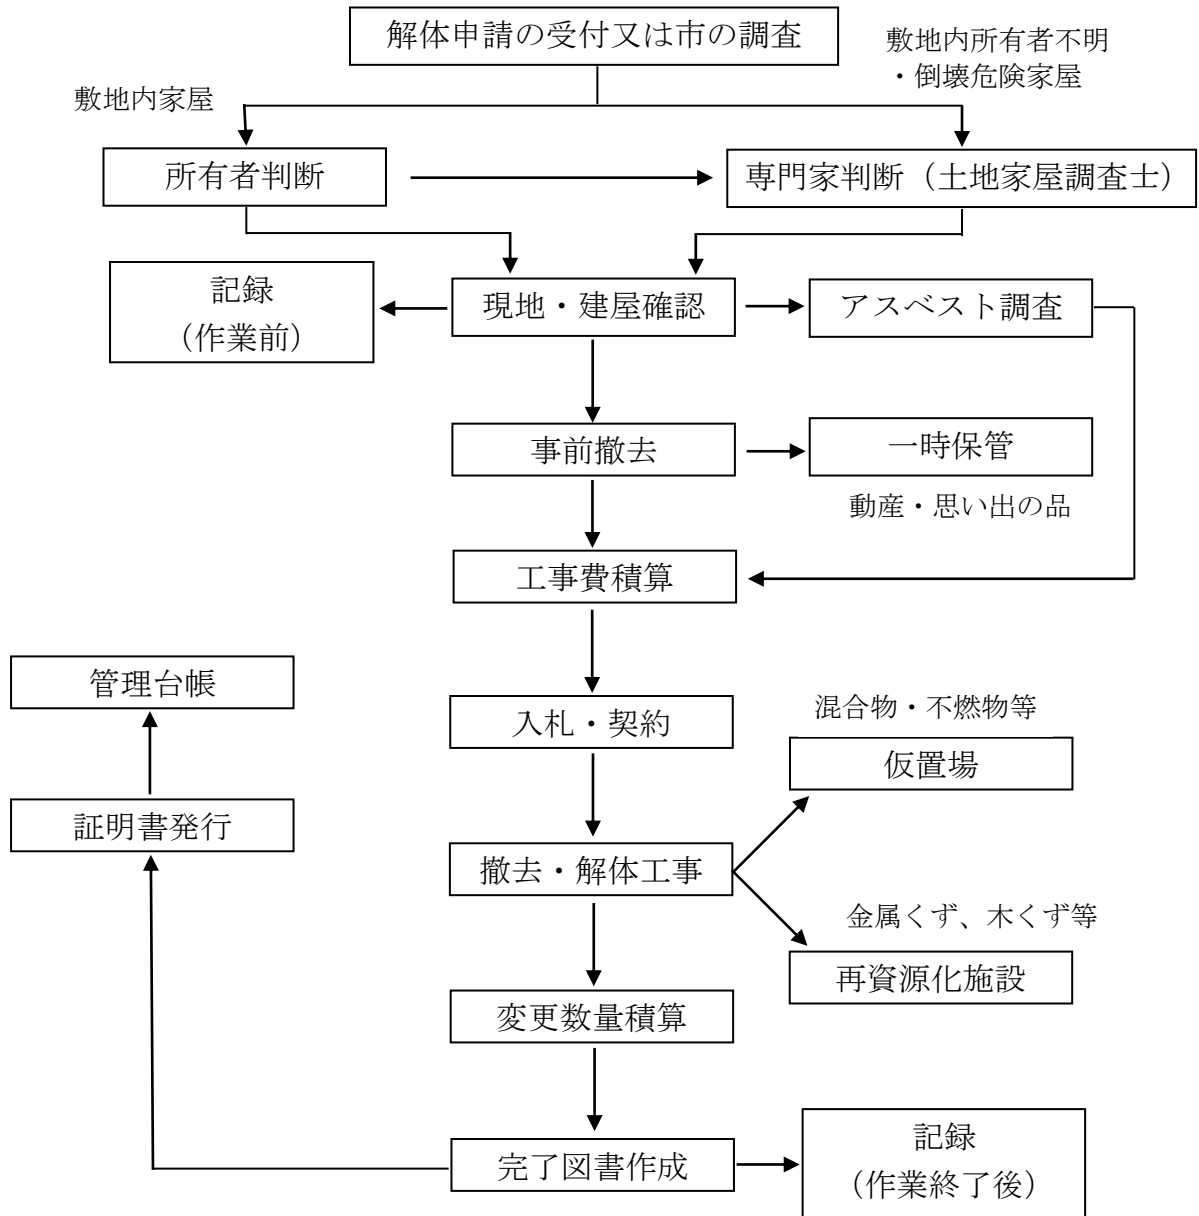 解体申請の受付又は市の調査
敷地内所有者不明
・倒壊危険家屋
敷地内家屋
所有者判断
専門家判断（土地家屋調査士）
記録
（作業前）
現地・建屋確認
アスベスト調査
事前撤去
一時保管
動産・思い出の品
工事費積算
管理台帳
入札・契約
混合物・不燃物等
仮置場
証明書発行
撤去・解体工事
金属くず、木くず等
再資源化施設
変更数量積算
完了図書作成
記録
（作業終了後）